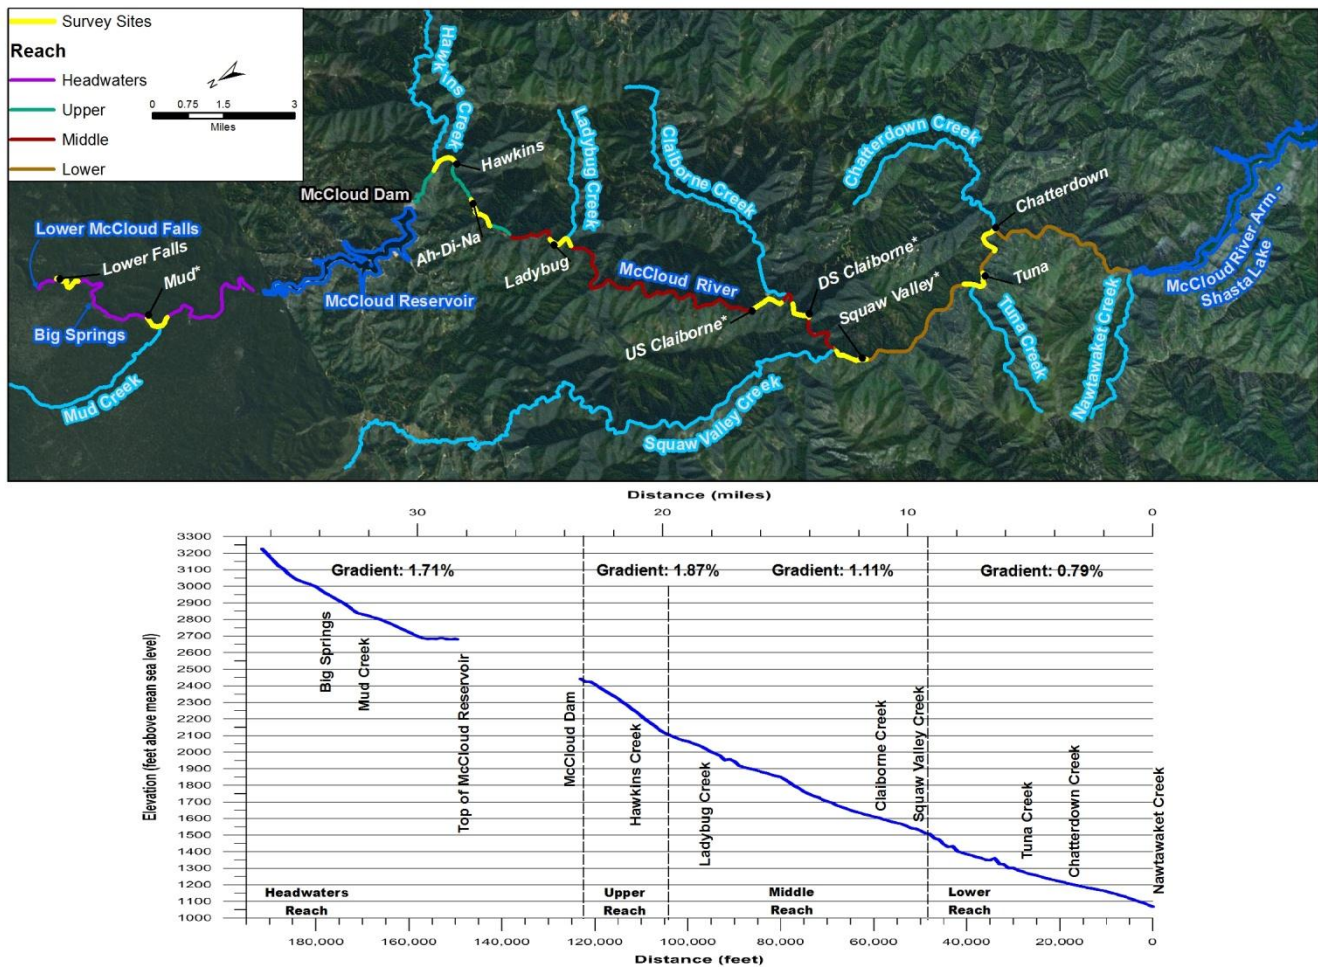 Survey Sites
Reach
Headwaters
Upper
Middle
Lower
N
0 0.75 1.5 3
Miles
Hawkins Creek
Hawkins
McCloud Dam
Ladybug Creek
Claiborne Creek
Chatterdown Creek
Chatterdown
Lower McCloud Falls
Lower Falls
Mud*
Ah-Di-Na
Ladybug
McCloud River
DS Claiborne*
Squaw Valley*
Tuna
McCloud River Arm -
Shasta Lake
Big Springs
McCloud Reservoir
US Claiborne*
Mud Creek
Squaw Valley Creek
Tuna Creek
Nawtawaket Creek
Distance (miles)
30 20 10 0
Elevation (feet above mean sea level)
3300
3200
3100
3000
2900
2800
2700
2600
2500
2400
2300
2200
2100
2000
1900
1800
1700
1600
1500
1400
1300
1200
1100
1000
Gradient: 1.71%
Gradient: 1.87%
Gradient: 1.11%
Gradient: 0.79%
Big Springs
Mud Creek
Top of McCloud Reservoir
McCloud Dam
Hawkins Creek
Ladybug Creek
Claiborne Creek
Squaw Valley Creek
Tuna Creek
Chatterdown Creek
Nawtawaket Creek
Headwaters
Reach
Upper
Reach
Middle
Reach
Lower
Reach
180,000 160,000 140,000 120,000 100,000 80,000 60,000 40,000 20,000 0
Distance (feet)